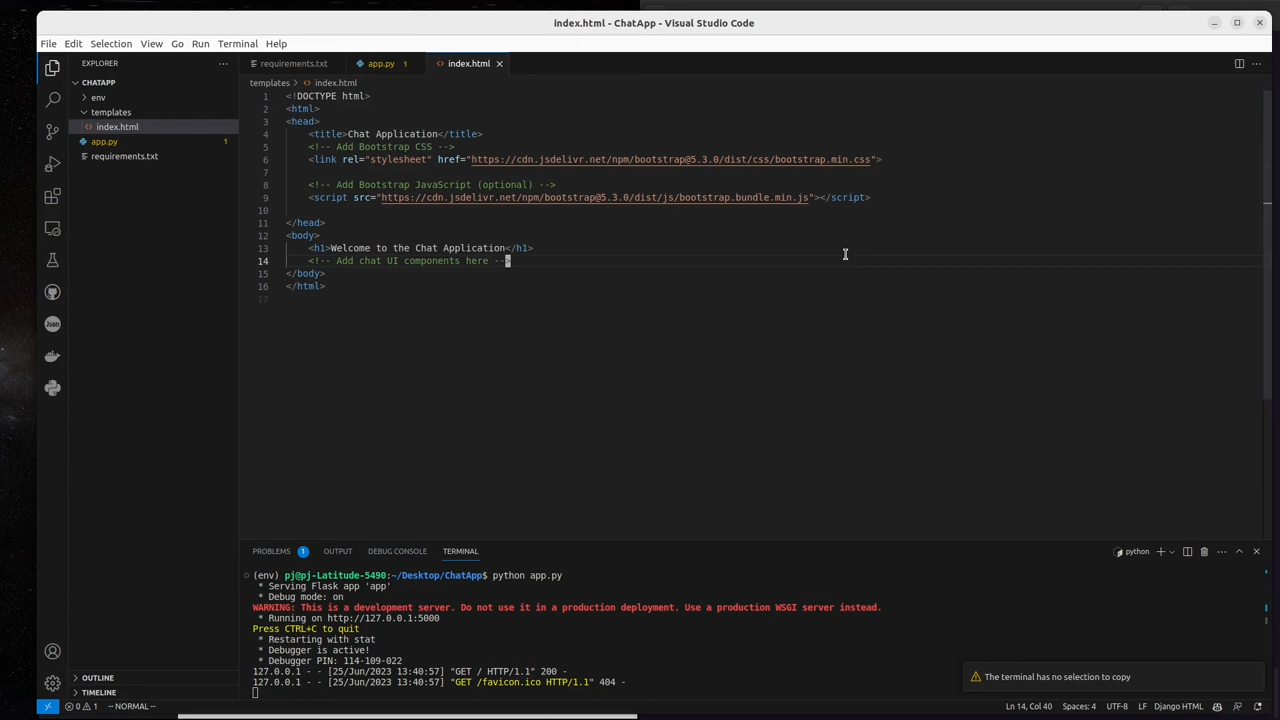 index.html - ChatApp - Visual Studio Code
File Edit Selection View Go Run Terminal Help
EXPLORER
CHATAPP
env
templates
index.html
app.py 1
requirements.txt
OUTLINE
TIMELINE
requirements.txt app.py 1 index.html
templates > index.html
1 <!DOCTYPE html>
2 <html>
3 <head>
4 <title>Chat Application</title>
5 <!-- Add Bootstrap CSS -->
6 <link rel="stylesheet" href="https://cdn.jsdelivr.net/npm/bootstrap@5.3.0/dist/css/bootstrap.min.css">
7
8 <!-- Add Bootstrap JavaScript (optional) -->
9 <script src="https://cdn.jsdelivr.net/npm/bootstrap@5.3.0/dist/js/bootstrap.bundle.min.js"></script>
10
11 </head>
12 <body>
13 <h1>Welcome to the Chat Application</h1>
14 <!-- Add chat UI components here -->
15 </body>
16 </html>
17
PROBLEMS 1 OUTPUT DEBUG CONSOLE TERMINAL python
(env) pj@pj-Latitude-5490:~/Desktop/ChatApp$ python app.py
* Serving Flask app 'app'
* Debug mode: on
WARNING: This is a development server. Do not use it in a production deployment. Use a production WSGI server instead.
* Running on http://127.0.0.1:5000
Press CTRL+C to quit
* Restarting with stat
* Debugger is active!
* Debugger PIN: 114-109-022
127.0.0.1 - - [25/Jun/2023 13:40:57] "GET / HTTP/1.1" 200 -
127.0.0.1 - - [25/Jun/2023 13:40:57] "GET /favicon.ico HTTP/1.1" 404 -
The terminal has no selection to copy
0 1 -- NORMAL -- Ln 14, Col 40 Spaces: 4 UTF-8 LF Django HTML